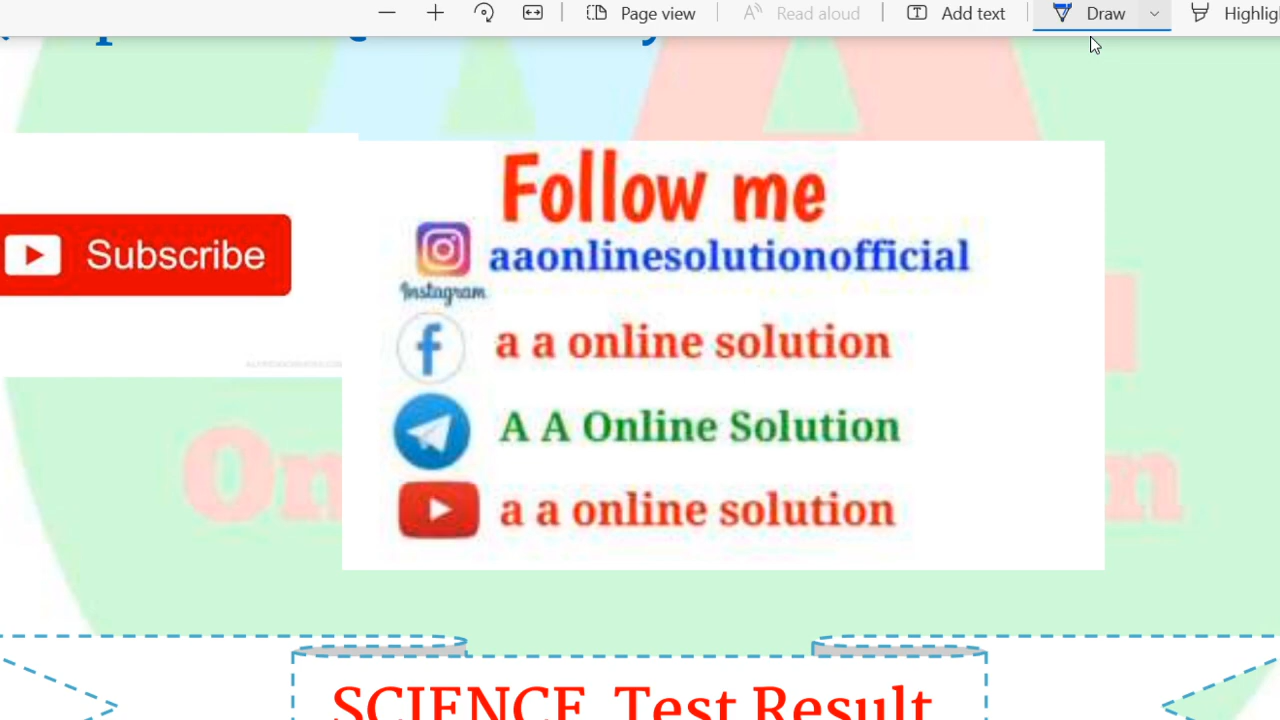 Page view Read aloud Add text Draw
Follow me
Subscribe
aaonlinesolutionofficial
Instagram
a a online solution
A A Online Solution
a a online solution
SCIENCE Test Result